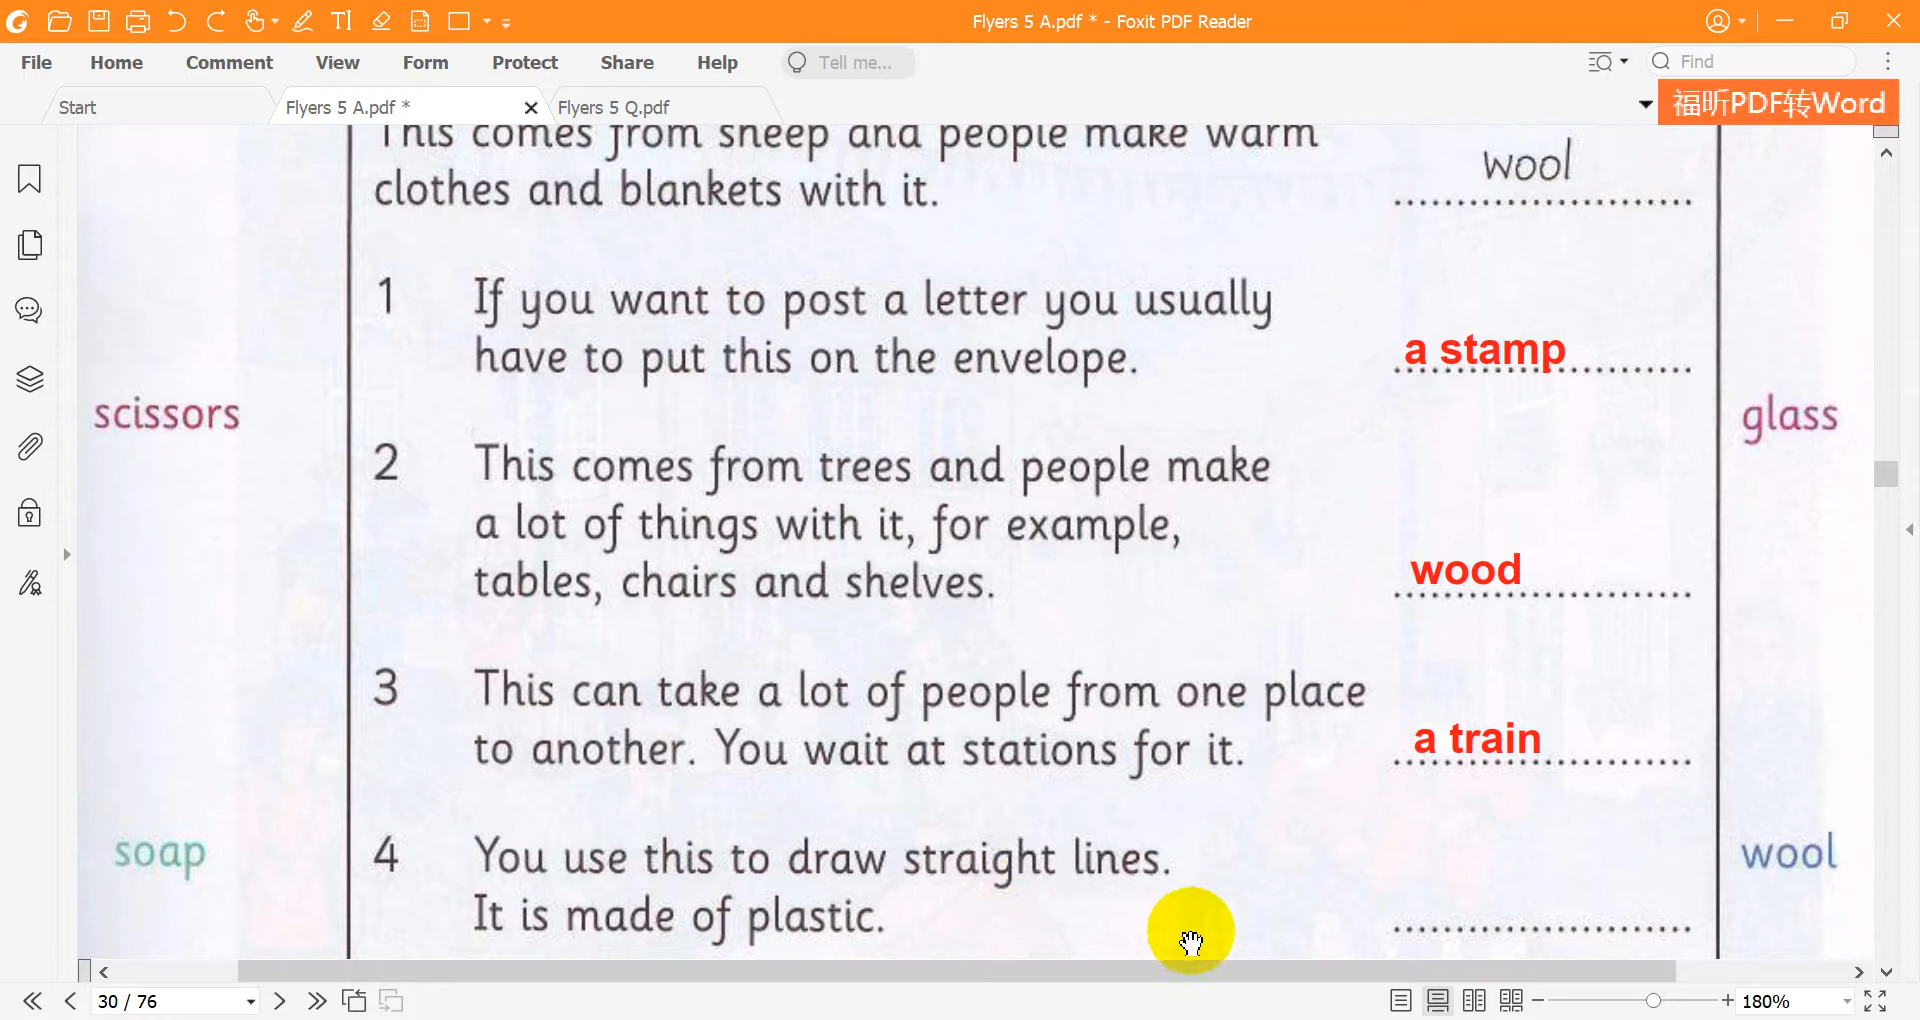 Flyers 5 A.pdf * - Foxit PDF Reader
File Home Comment View Form Protect Share Help Tell me... Find
Start Flyers 5 A.pdf * Flyers 5 Q.pdf 福昕PDF转Word
This comes from sheep and people make warm
clothes and blankets with it. wool
1 If you want to post a letter you usually
have to put this on the envelope. a stamp
scissors glass
2 This comes from trees and people make
a lot of things with it, for example,
tables, chairs and shelves. wood
3 This can take a lot of people from one place
to another. You wait at stations for it. a train
soap 4 You use this to draw straight lines. wool
It is made of plastic.
30 / 76 180%